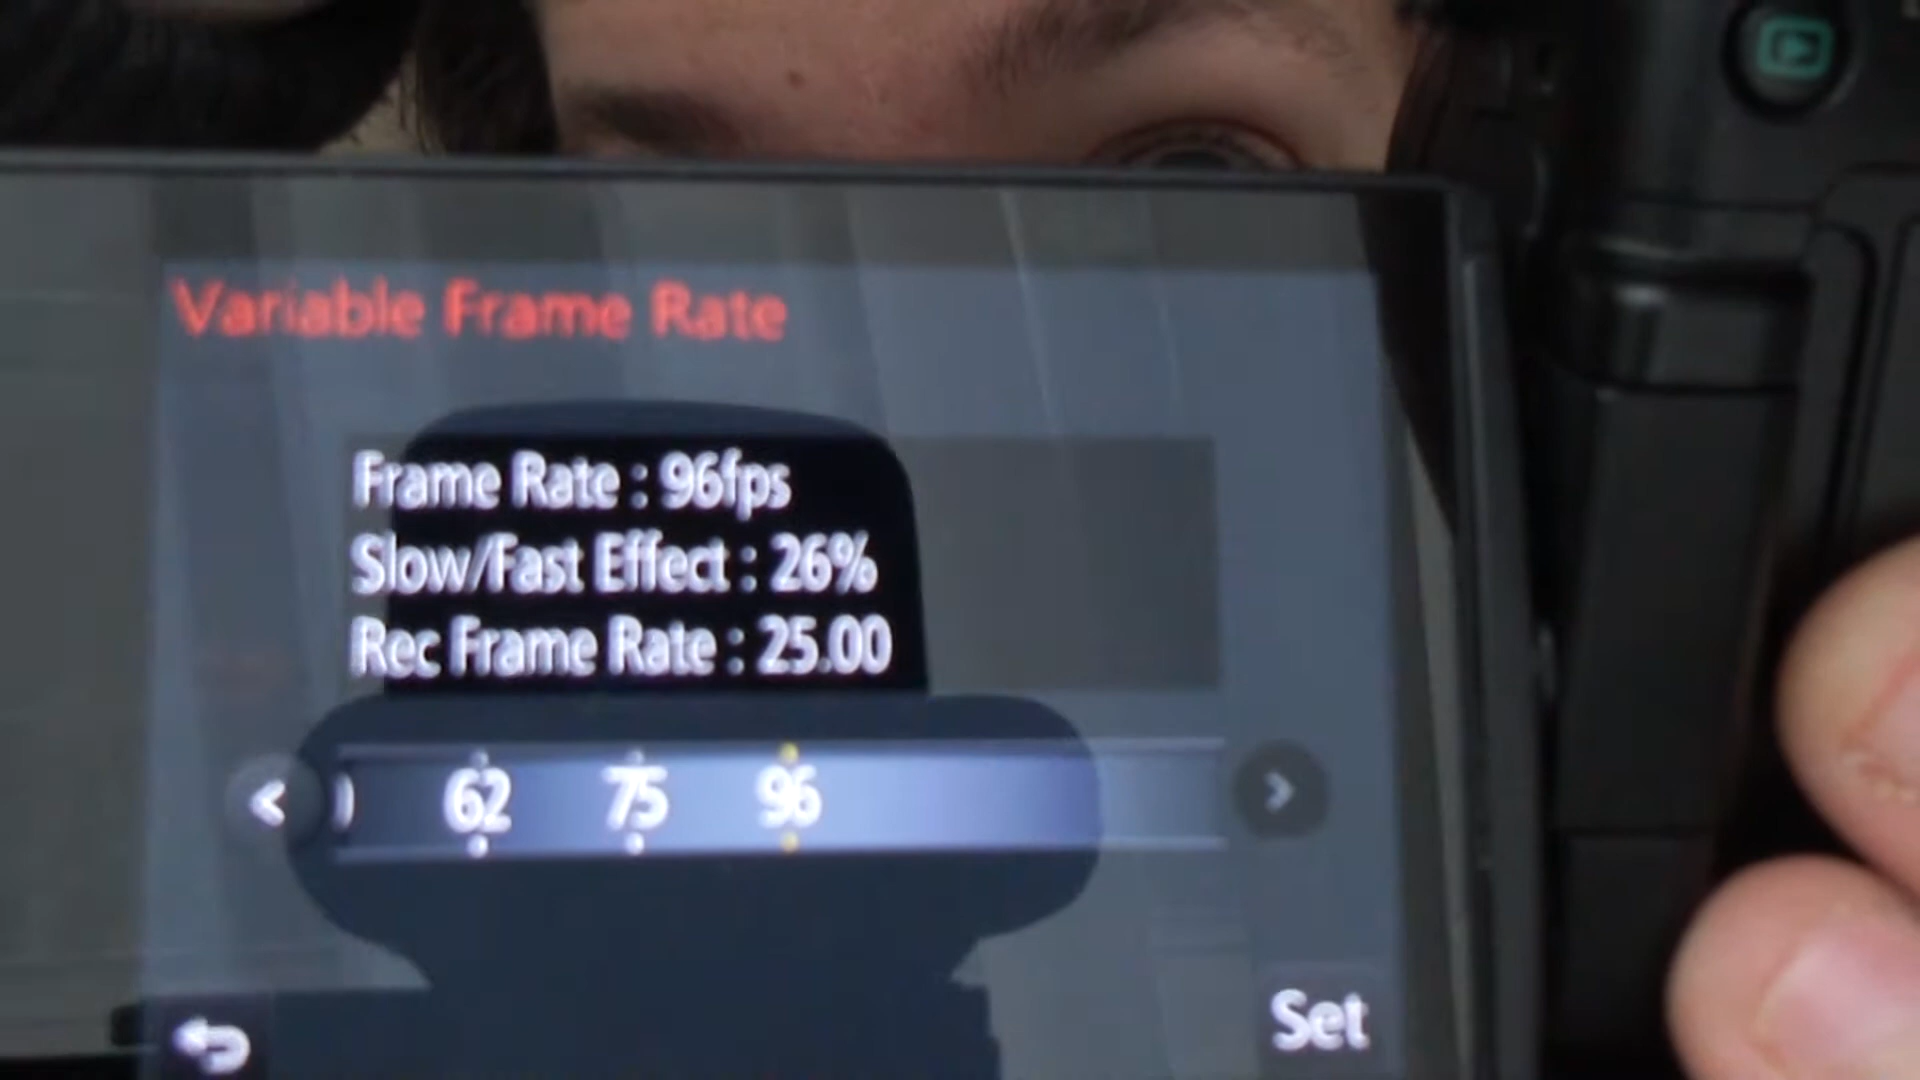 Variable Frame Rate
Frame Rate : 96fps
Slow/Fast Effect : 26%
Rec Frame Rate : 25.00
62 75 96
Set